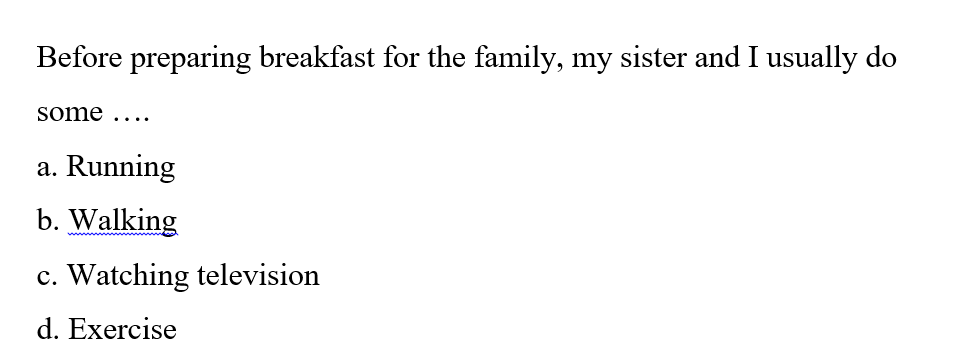 Before preparing breakfast for the family, my sister and I usually do
some ….
a. Running
b. Walking
c. Watching television
d. Exercise